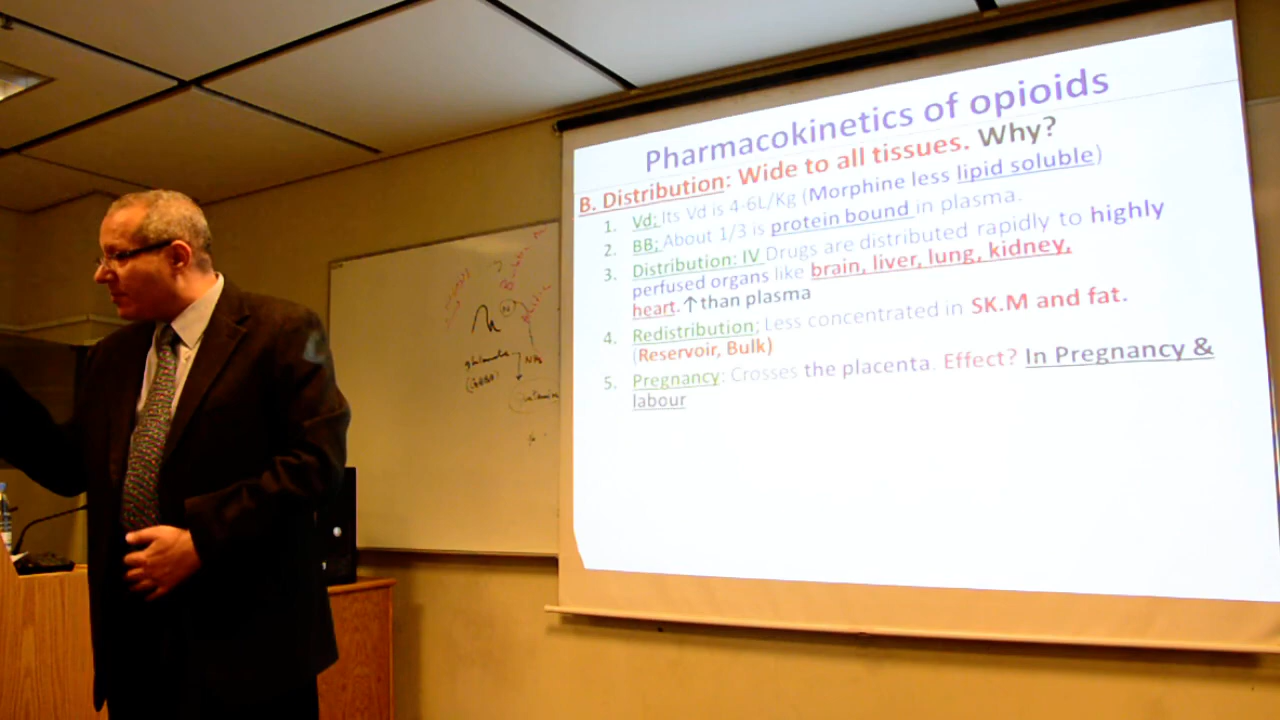 Pharmacokinetics of opioids
B. Distribution: Wide to all tissues. Why?
1. Vd; Its Vd is 4-6L/Kg (Morphine less lipid soluble)
2. BB; About 1/3 is protein bound in plasma.
3. Distribution: IV Drugs are distributed rapidly to highly
perfused organs like brain, liver, lung, kidney,
heart. ↑than plasma
4. Redistribution; Less concentrated in SK.M and fat.
(Reservoir, Bulk)
5. Pregnancy: Crosses the placenta. Effect? In Pregnancy &
labour
NH₂